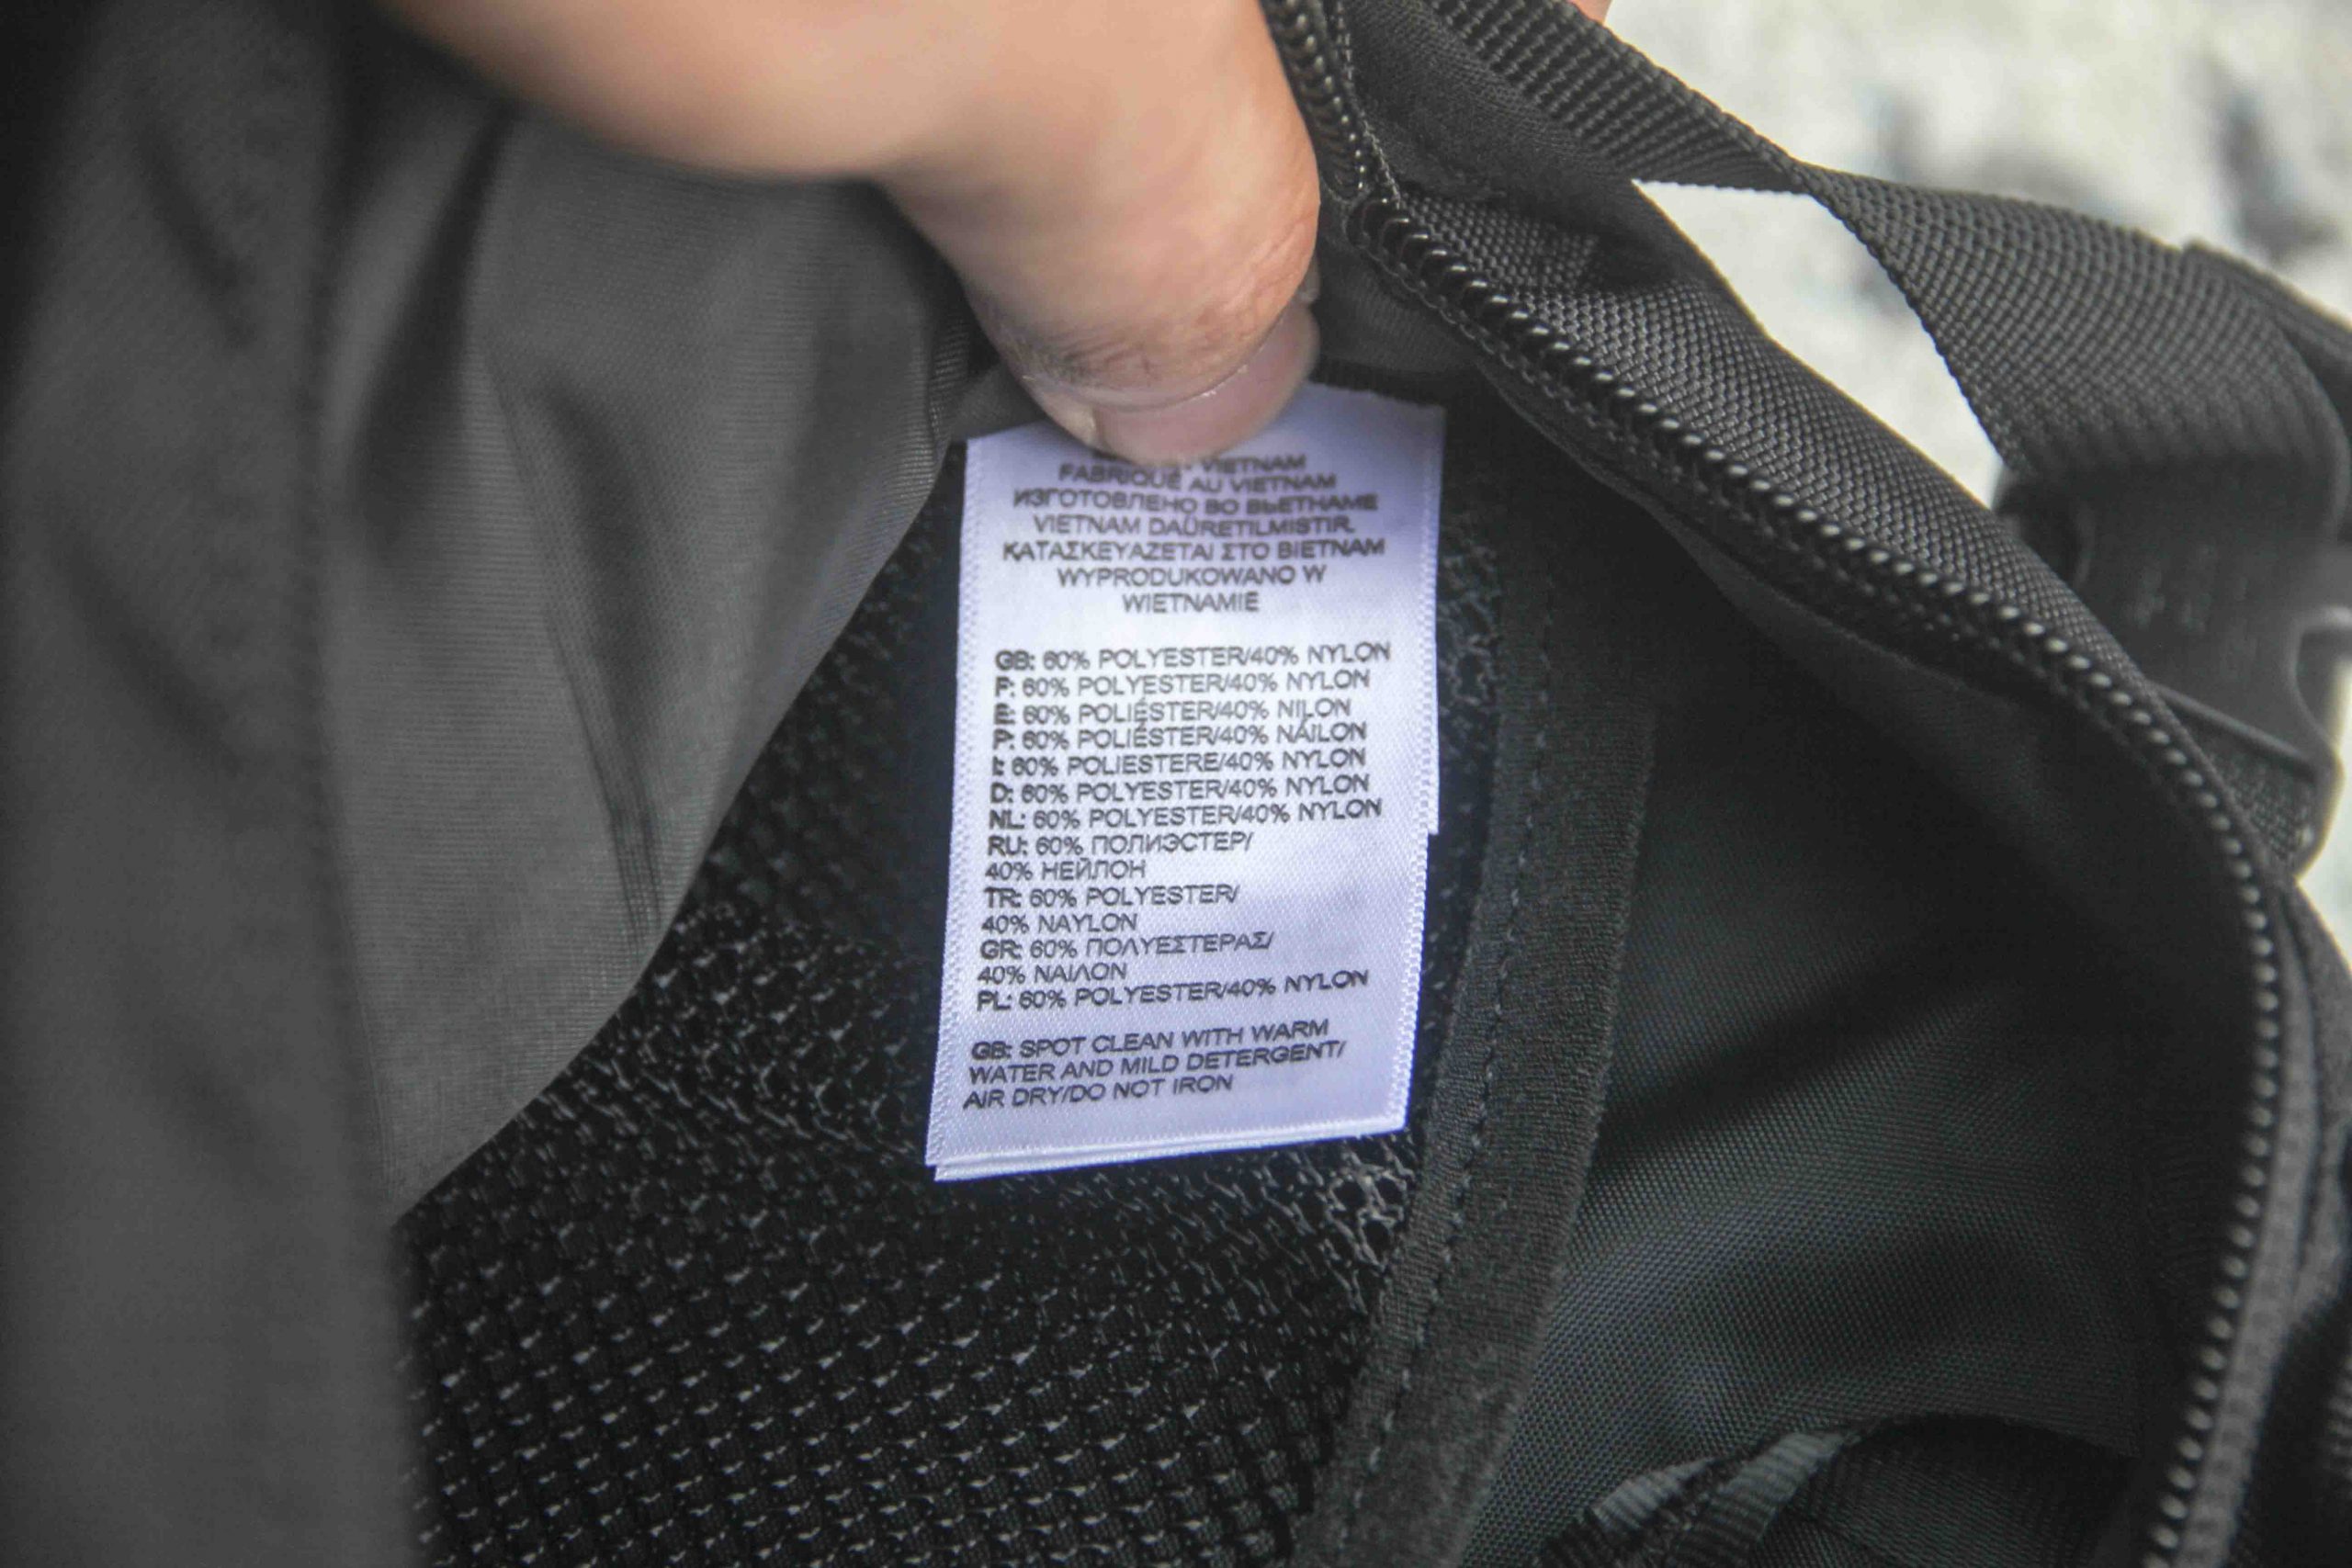 VIETNAM
FABRIQUÉ AU VIETNAM
ИЗГОТОВЛЕНО ВО ВЬЕТНАМЕ
VIETNAM DAÜRETILMISTIR.
ΚΑΤΑΣΚΕΥΑΖΕΤΑΙ ΣΤΟ ΒΙΕΤΝΑΜ
WYPRODUKOWANO W
WIETNAMIE
GB: 60% POLYESTER/40% NYLON
F: 60% POLYESTER/40% NYLON
E: 60% POLIÉSTER/40% NILON
P: 60% POLIÉSTER/40% NÁILON
I: 60% POLIESTERE/40% NYLON
D: 60% POLYESTER/40% NYLON
NL: 60% POLYESTER/40% NYLON
RU: 60% ПОЛИЭСТЕР/
40% НЕЙЛОН
TR: 60% POLYESTER/
40% NAYLON
GR: 60% ΠΟΛΥΕΣΤΕΡΑΣ/
40% ΝΑΙΛΟΝ
PL: 60% POLYESTER/40% NYLON
GB: SPOT CLEAN WITH WARM
WATER AND MILD DETERGENT/
AIR DRY/DO NOT IRON